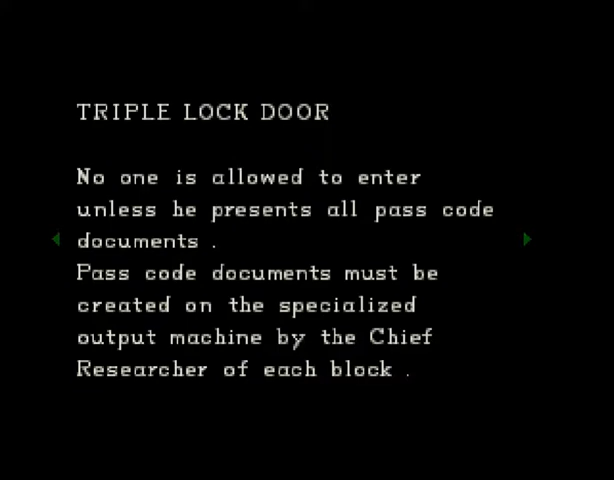 TRIPLE LOCK DOOR
No one is allowed to enter
unless he presents all pass code
documents .
Pass code documents must be
created on the specialized
output machine by the Chief
Researcher of each block .